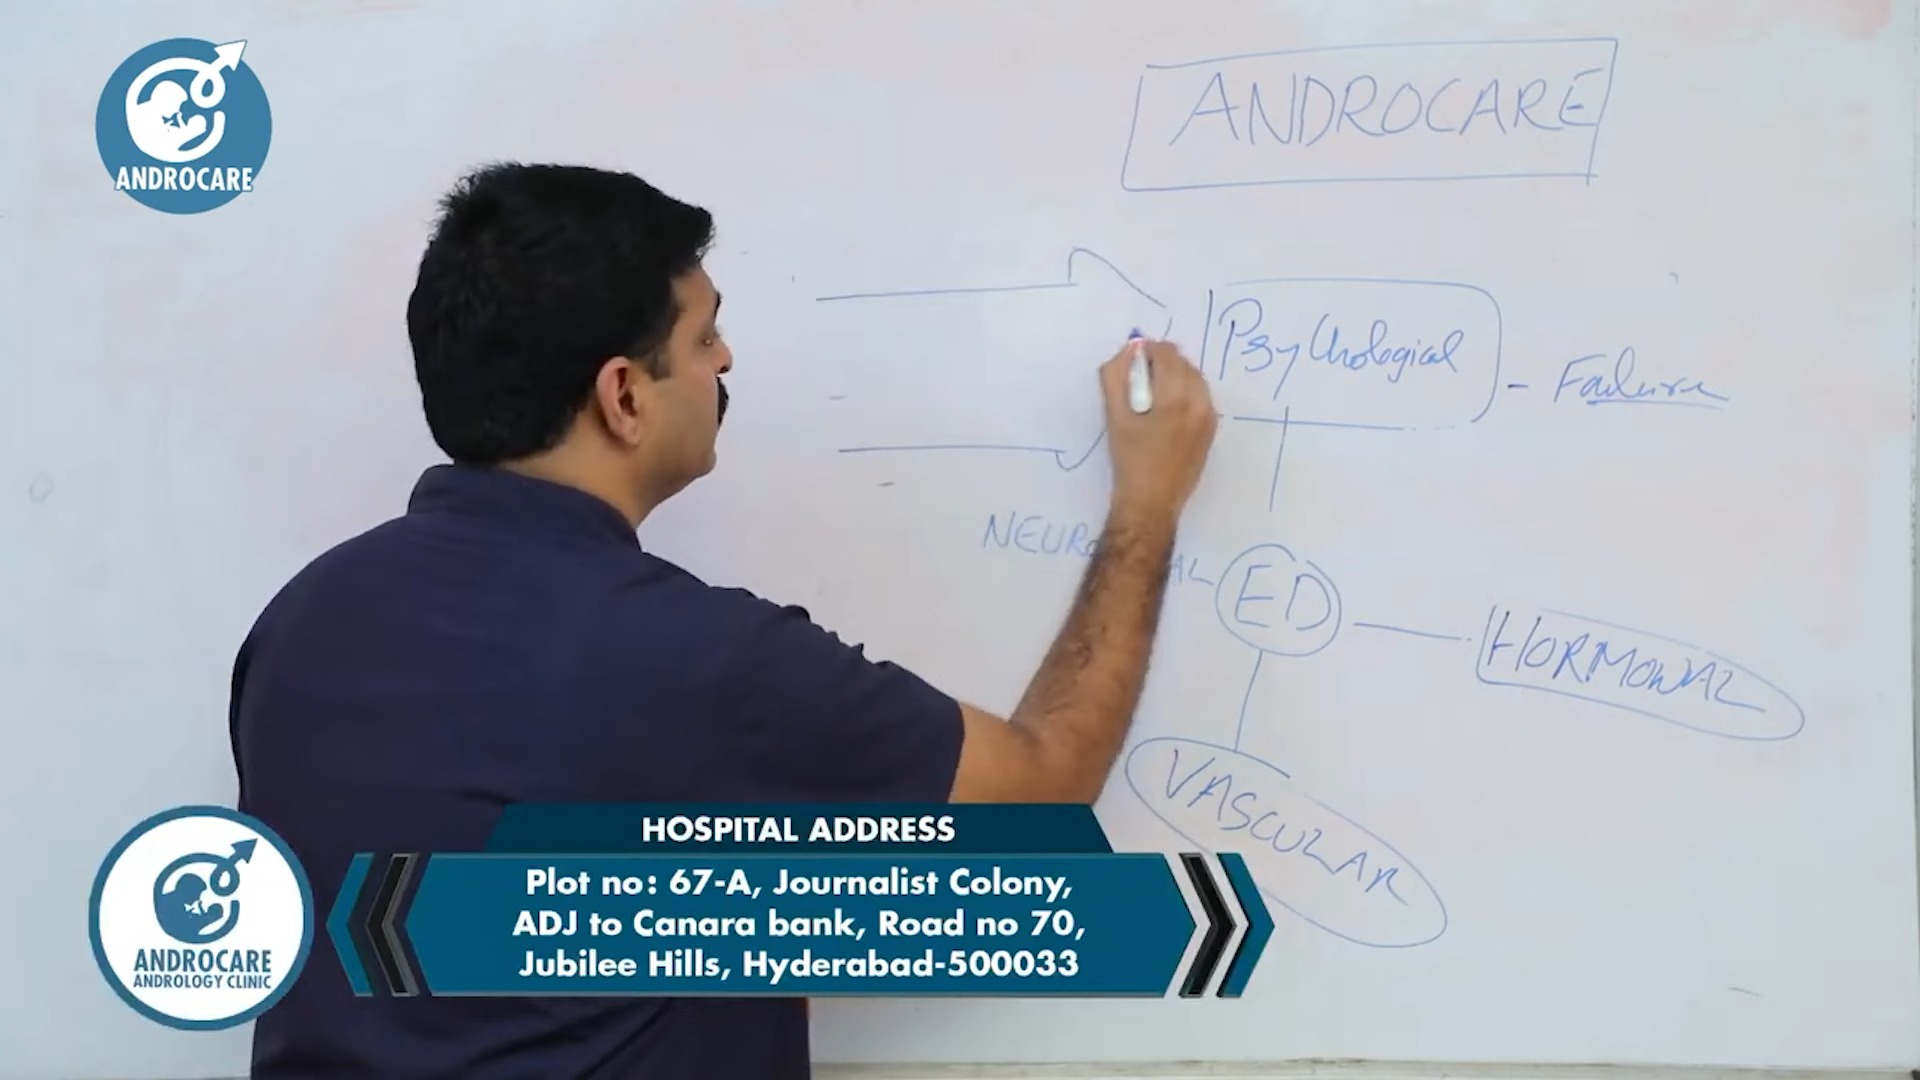 ANDROCARE
ANDROCARE
Psychological - Failure
ED
HORMONAL
VASCULAR
HOSPITAL ADDRESS
Plot no: 67-A, Journalist Colony,
ADJ to Canara bank, Road no 70,
Jubilee Hills, Hyderabad-500033
ANDROCARE
ANDROLOGY CLINIC